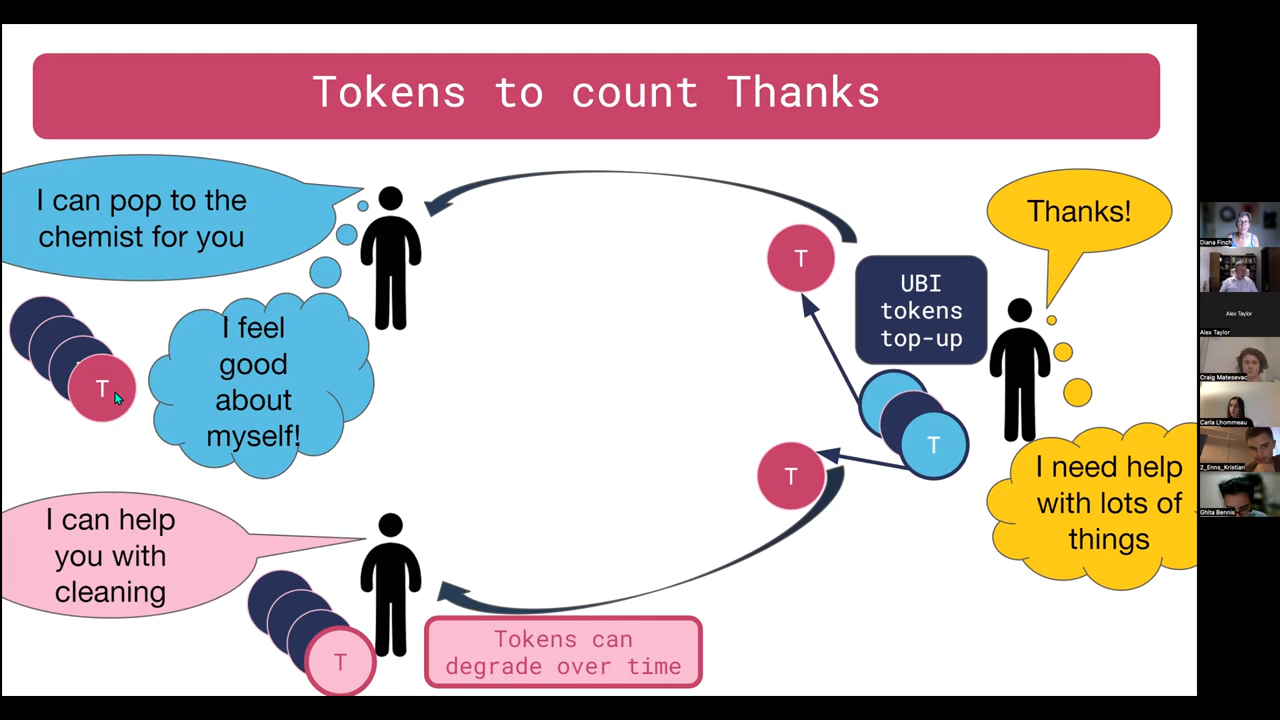 Tokens to count Thanks
I can pop to the
chemist for you
I feel
good
about
myself!
T
I can help
you with
cleaning
T
Tokens can
degrade over time
T
T
UBI
tokens
top-up
T
Thanks!
I need help
with lots of
things
Diana Finch
Alex Taylor
Alex Taylor
Craig Matesevac
Carla Lhommeau
2_Enns_Kristian
Ghita Bennis